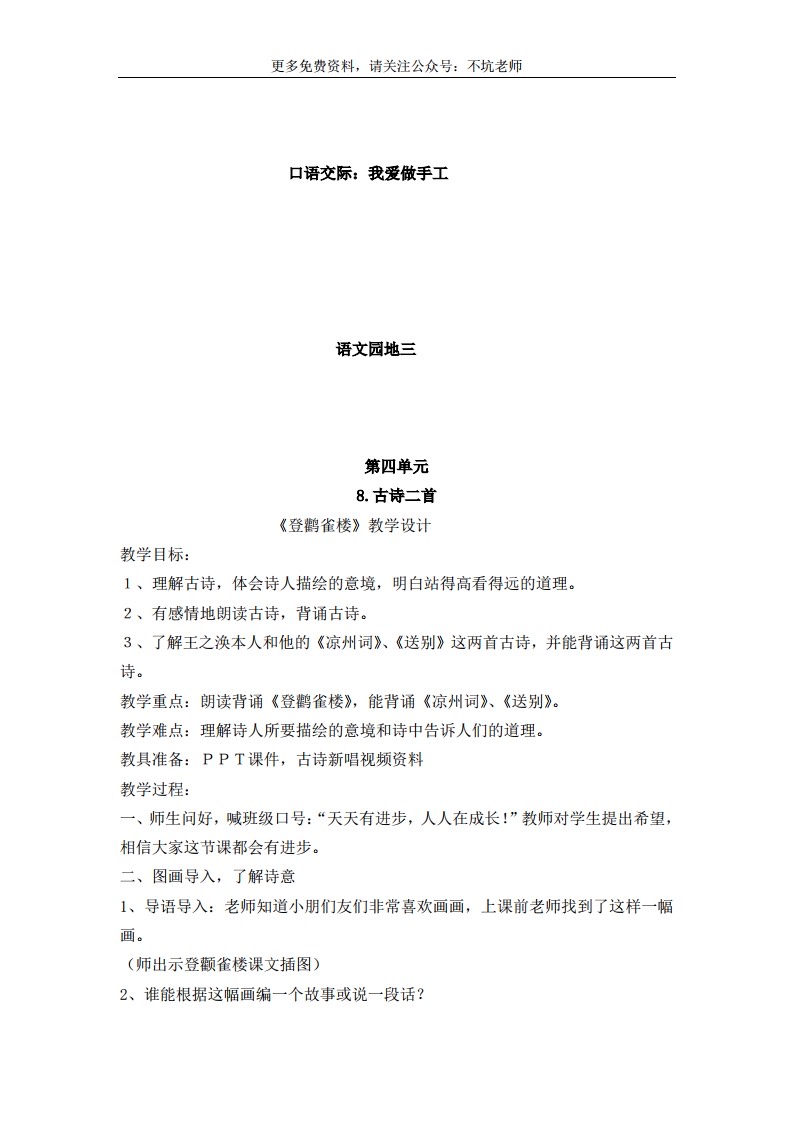 更多免费资料，请关注公众号：不坑老师
口语交际：我爱做手工
语文园地三
第四单元
8.古诗二首
《登鹳雀楼》教学设计
教学目标：
１、理解古诗，体会诗人描绘的意境，明白站得高看得远的道理。
２、有感情地朗读古诗，背诵古诗。
３、了解王之涣本人和他的《凉州词》、《送别》这两首古诗，并能背诵这两首古
诗。
教学重点：朗读背诵《登鹳雀楼》，能背诵《凉州词》、《送别》。
教学难点：理解诗人所要描绘的意境和诗中告诉人们的道理。
教具准备：ＰＰＴ课件，古诗新唱视频资料
教学过程：
一、师生问好，喊班级口号：“天天有进步，人人在成长！”教师对学生提出希望，
相信大家这节课都会有进步。
二、图画导入，了解诗意
1、导语导入：老师知道小朋们友们非常喜欢画画，上课前老师找到了这样一幅
画。
（师出示登颧雀楼课文插图）
2、谁能根据这幅画编一个故事或说一段话？